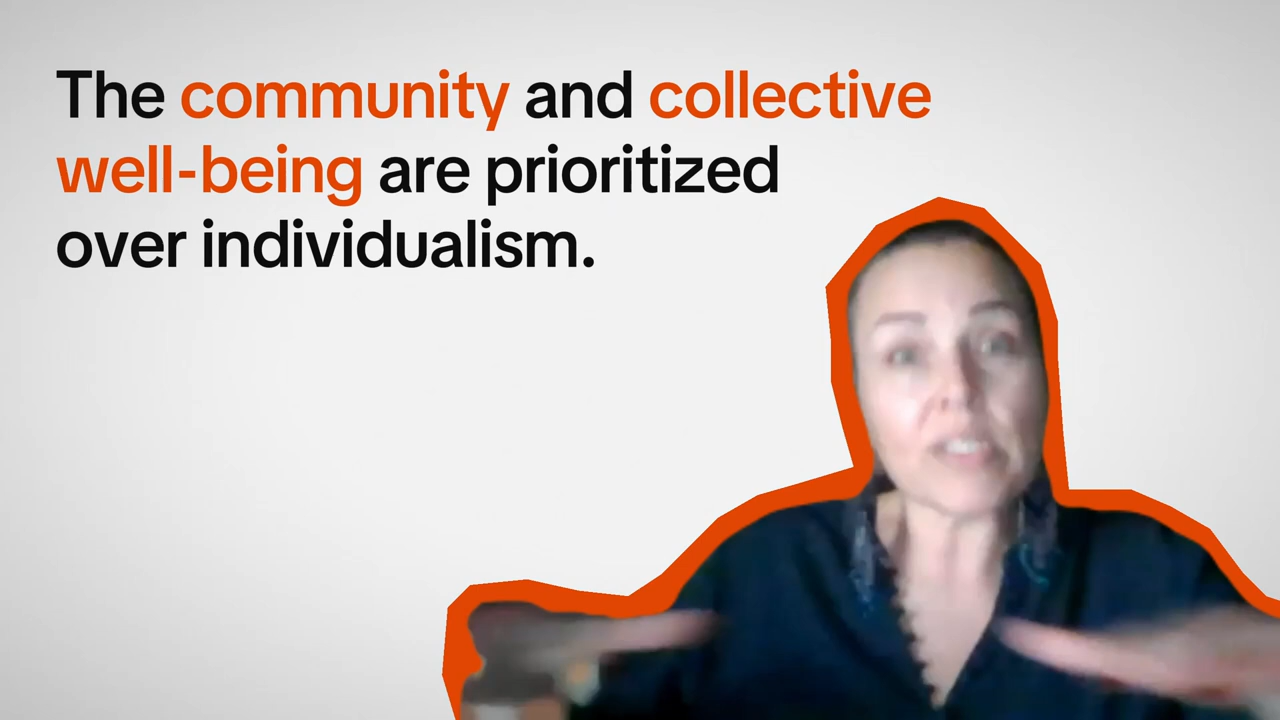 The community and collective
well-being are prioritized
over individualism.